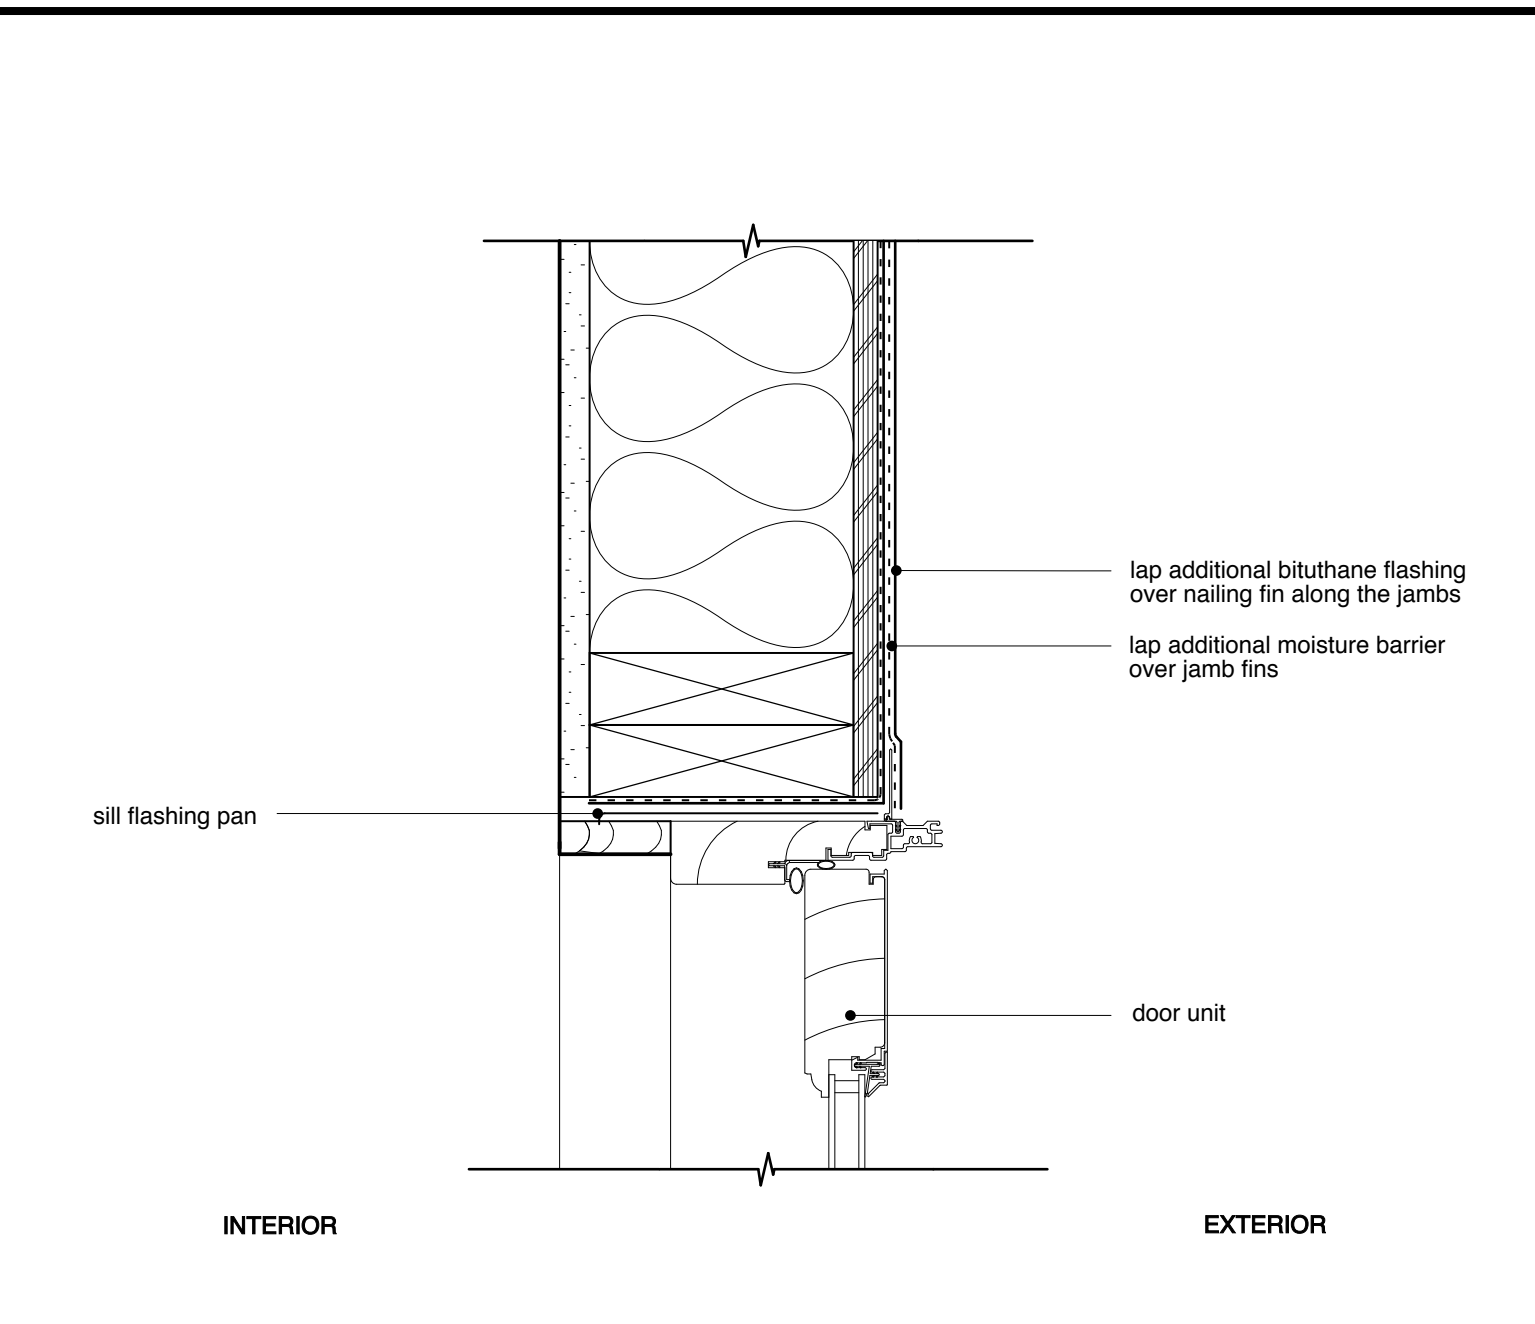 lap additional bituthane flashing
over nailing fin along the jambs
lap additional moisture barrier
over jamb fins
sill flashing pan
door unit
INTERIOR
EXTERIOR